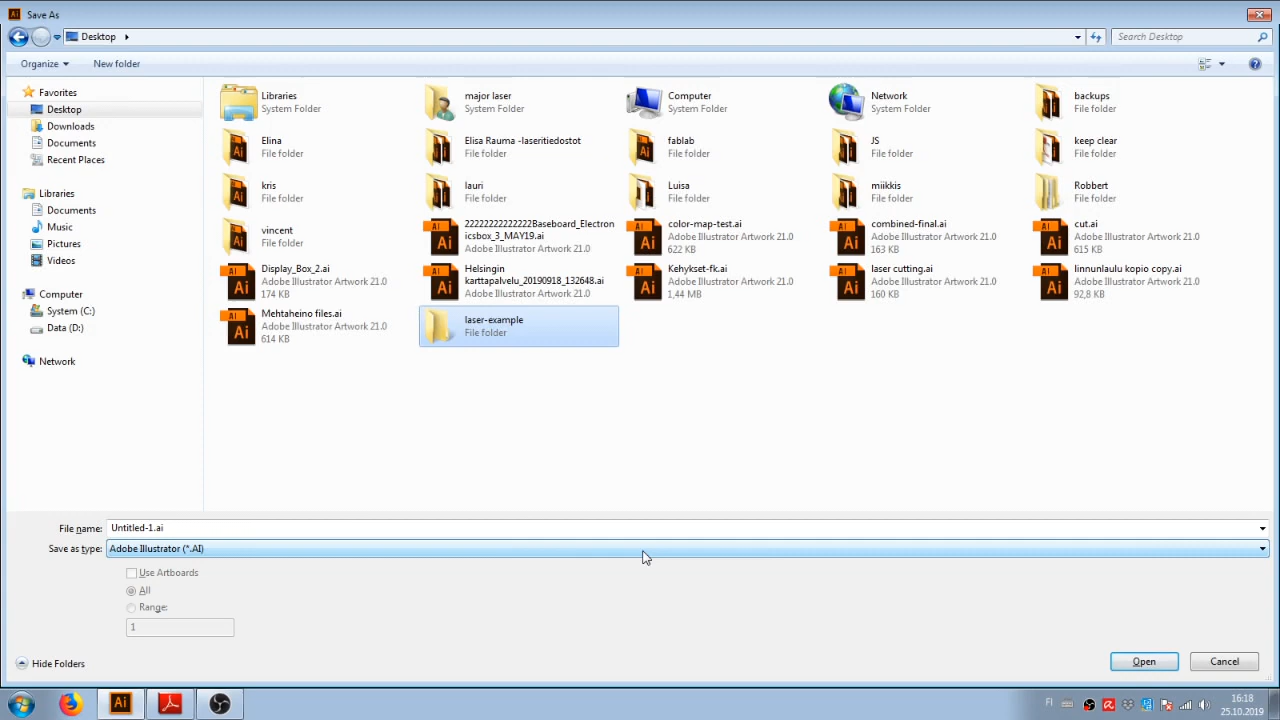 Save As
Desktop
Search Desktop
Organize
New folder
Favorites
Desktop
Downloads
Documents
Recent Places
Libraries
Documents
Music
Pictures
Videos
Computer
System (C:)
Data (D:)
Network
Libraries
System Folder
major laser
System Folder
Computer
System Folder
Network
System Folder
backups
Elina
File folder
Elisa Rauma -laseritiedostot
File folder
fablab
File folder
JS
File folder
keep clear
File folder
kris
File folder
lauri
File folder
Luisa
File folder
miikkis
File folder
Robbert
File folder
vincent
File folder
2222222222222Baseboard_Electron
icsbox_3_MAY19.ai
Adobe Illustrator Artwork 21.0
color-map-test.ai
Adobe Illustrator Artwork 21.0
622 KB
combined-final.ai
Adobe Illustrator Artwork 21.0
163 KB
cut.ai
Adobe Illustrator Artwork 21.0
615 KB
Display_Box_2.ai
Adobe Illustrator Artwork 21.0
174 KB
Helsingin
karttapalvelu_20190918_132648.ai
Adobe Illustrator Artwork 21.0
Kehykset-fk.ai
Adobe Illustrator Artwork 21.0
1,44 MB
laser cutting.ai
Adobe Illustrator Artwork 21.0
160 KB
linnunlaulu kopio copy.ai
Adobe Illustrator Artwork 21.0
92,8 KB
Mehtaheino files.ai
Adobe Illustrator Artwork 21.0
614 KB
laser-example
File folder
File name:
Untitled-1.ai
Save as type:
Adobe Illustrator (*.AI)
Use Artboards
All
Range:
1
Hide Folders
Open
Cancel
FI
16:18
25.10.2019